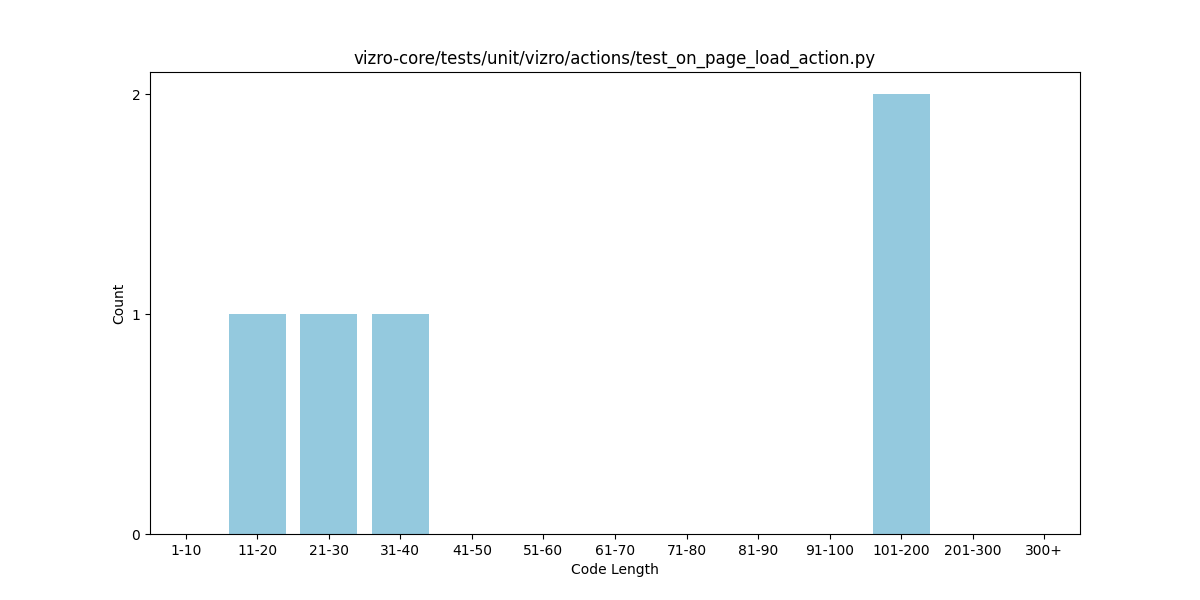 vizro-core/tests/unit/vizro/actions/test_on_page_load_action.py
2
1
0
Count
1-10 11-20 21-30 31-40 41-50 51-60 61-70 71-80 81-90 91-100 101-200 201-300 300+
Code Length